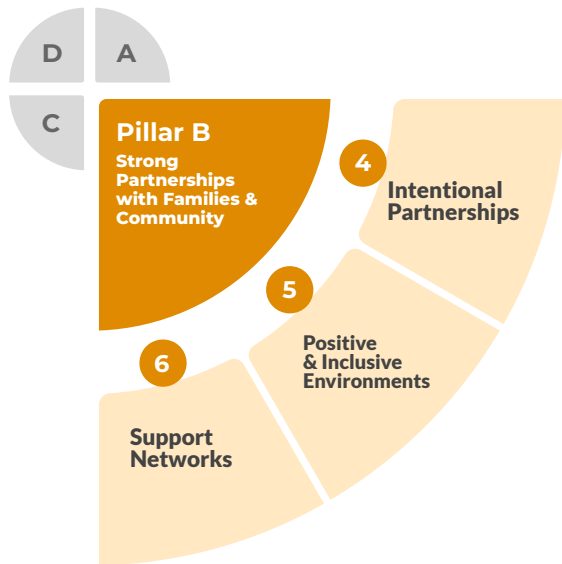 D
A
C
Pillar B
Strong
Partnerships
with Families &
Community
4
Intentional
Partnerships
5
Positive
& Inclusive
Environments
6
Support
Networks